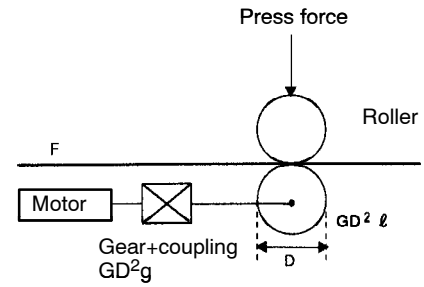 Press force
Roller
F
Motor
GD² ℓ
Gear+coupling
GD²g
D